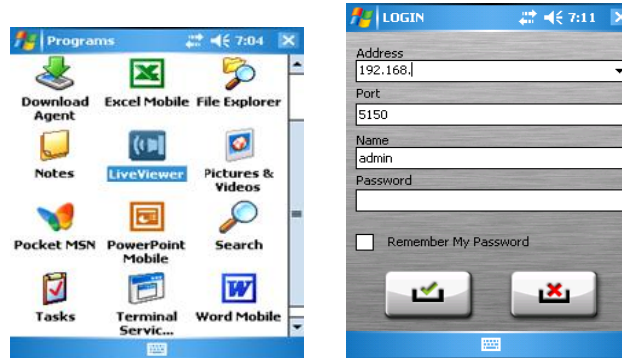 Programs 7:04
Download Agent
Excel Mobile
File Explorer
Notes
LiveViewer
Pictures & Videos
Pocket MSN
PowerPoint Mobile
Search
Tasks
Terminal Servic...
Word Mobile
LOGIN 7:11
Address
192.168.
Port
5150
Name
admin
Password
Remember My Password